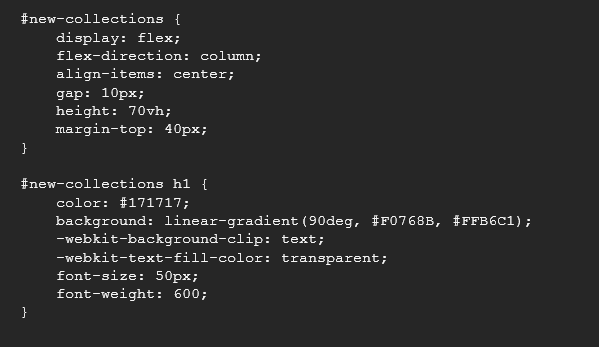 #new-collections {
    display: flex;
    flex-direction: column;
    align-items: center;
    gap: 10px;
    height: 70vh;
    margin-top: 40px;
}

#new-collections h1 {
    color: #171717;
    background: linear-gradient(90deg, #F0768B, #FFB6C1);
    -webkit-background-clip: text;
    -webkit-text-fill-color: transparent;
    font-size: 50px;
    font-weight: 600;
}